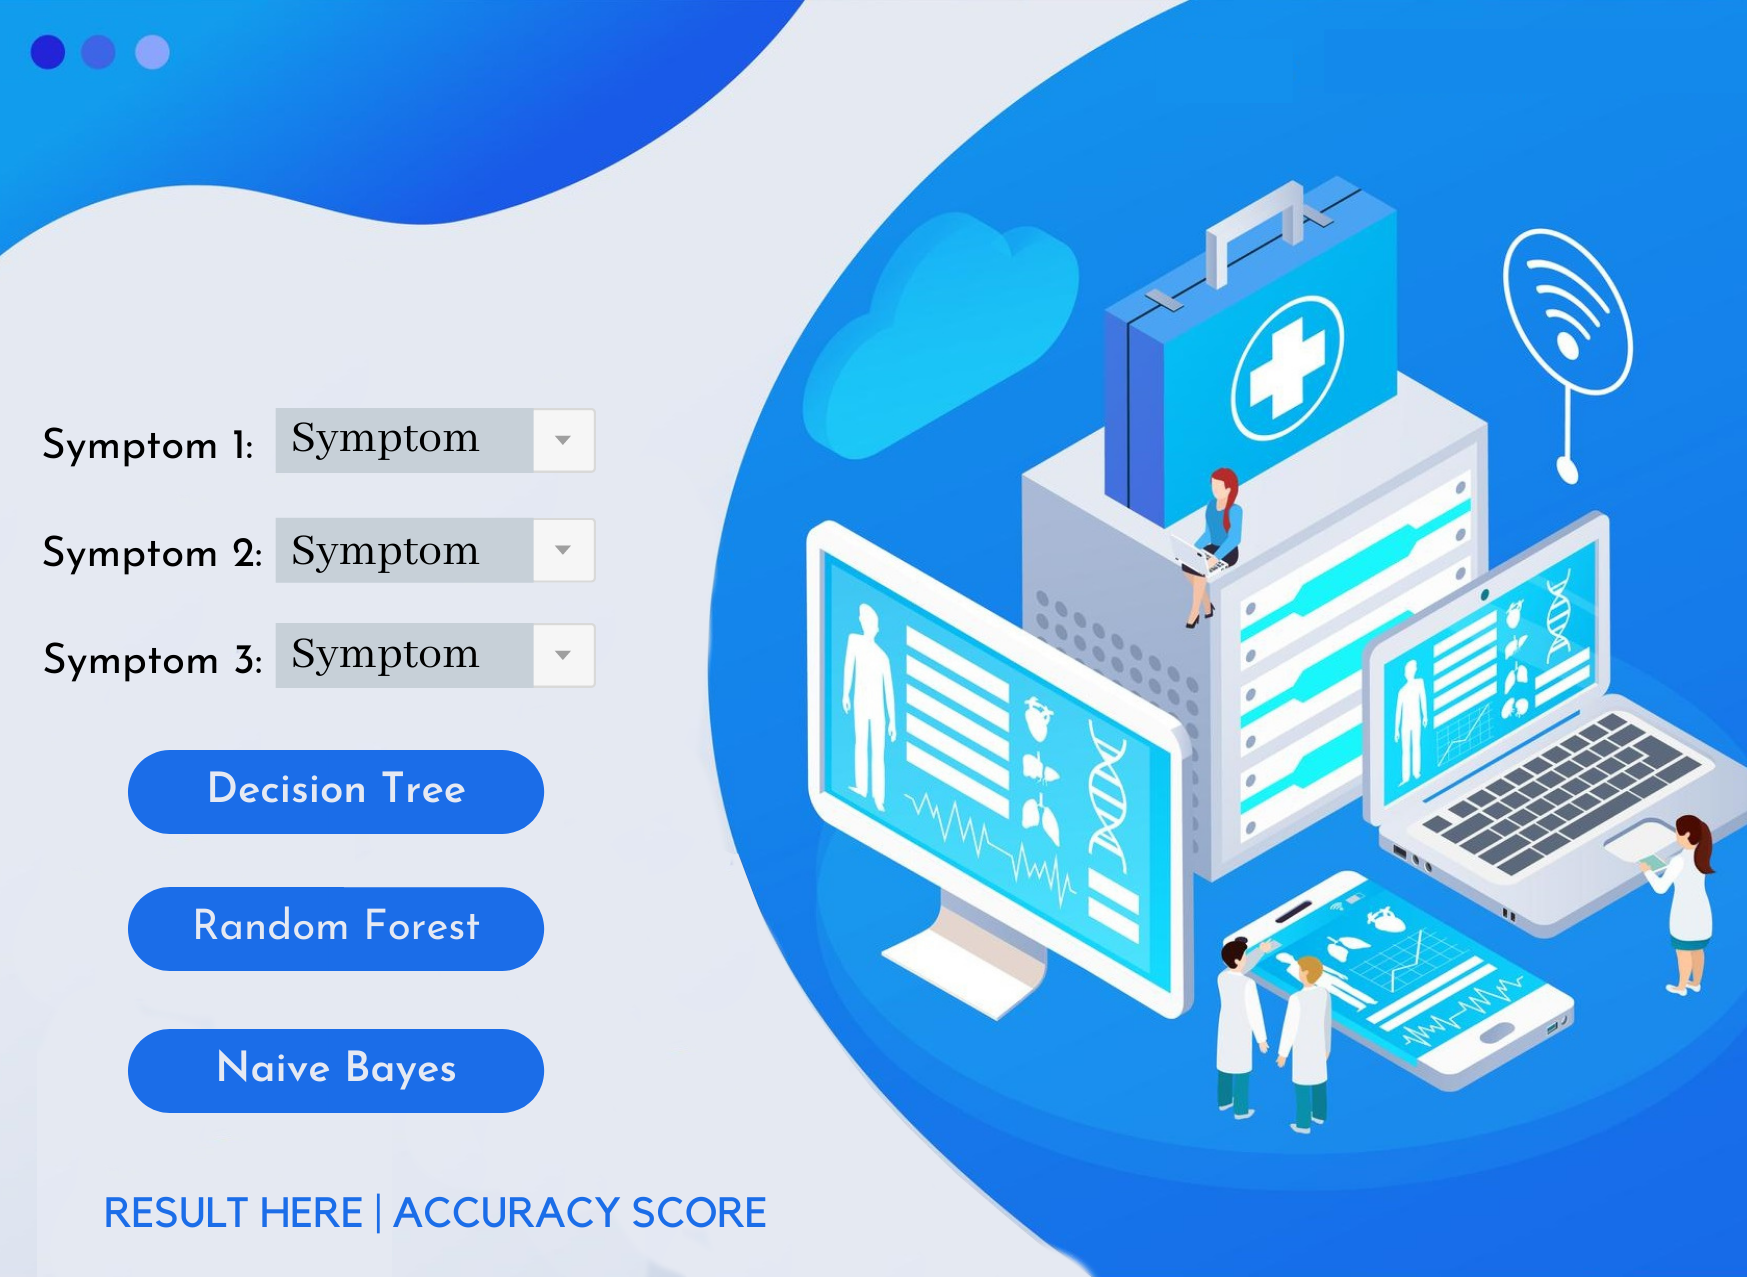 Symptom 1: Symptom
Symptom 2: Symptom
Symptom 3: Symptom
Decision Tree
Random Forest
Naive Bayes
RESULT HERE | ACCURACY SCORE